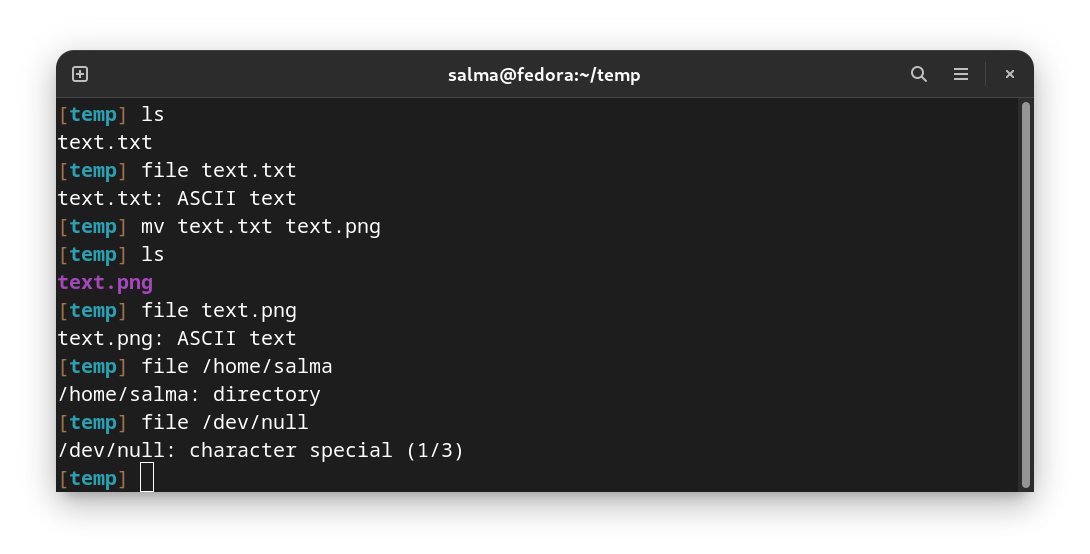 salma@fedora:~/temp
[temp] ls
text.txt
[temp] file text.txt
text.txt: ASCII text
[temp] mv text.txt text.png
[temp] ls
text.png
[temp] file text.png
text.png: ASCII text
[temp] file /home/salma
/home/salma: directory
[temp] file /dev/null
/dev/null: character special (1/3)
[temp]